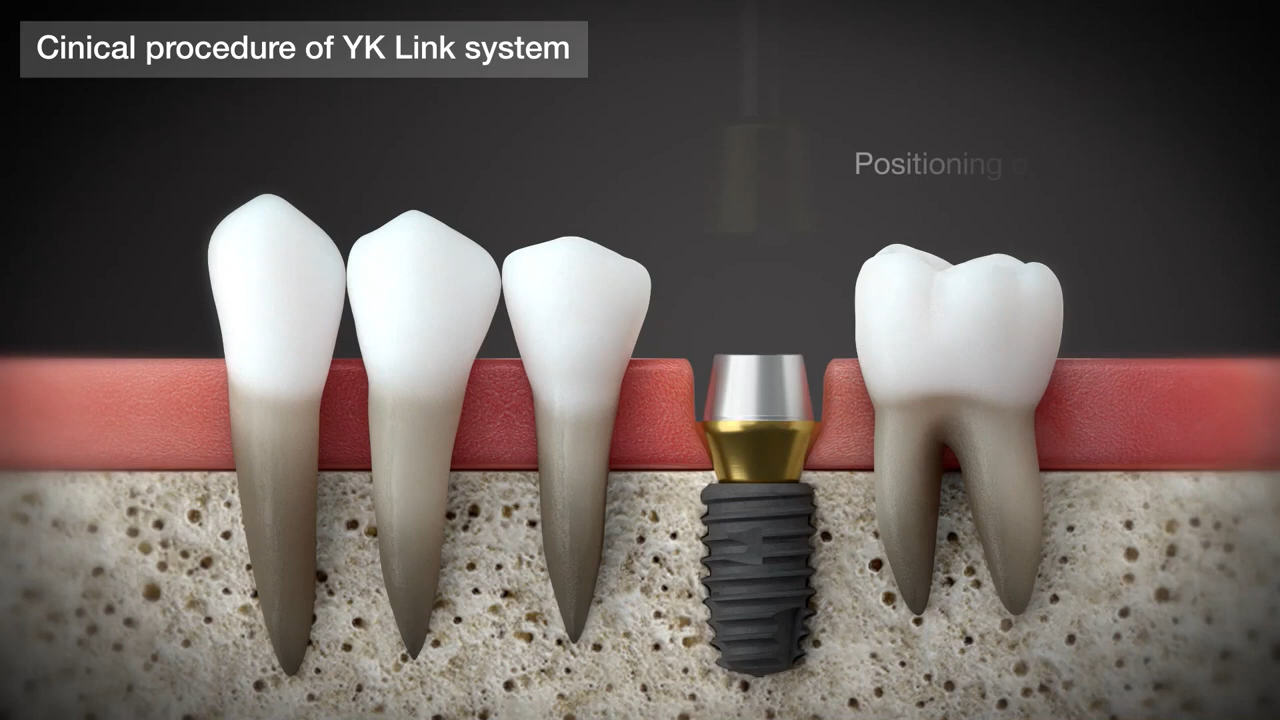 Cinical procedure of YK Link system
Positioning